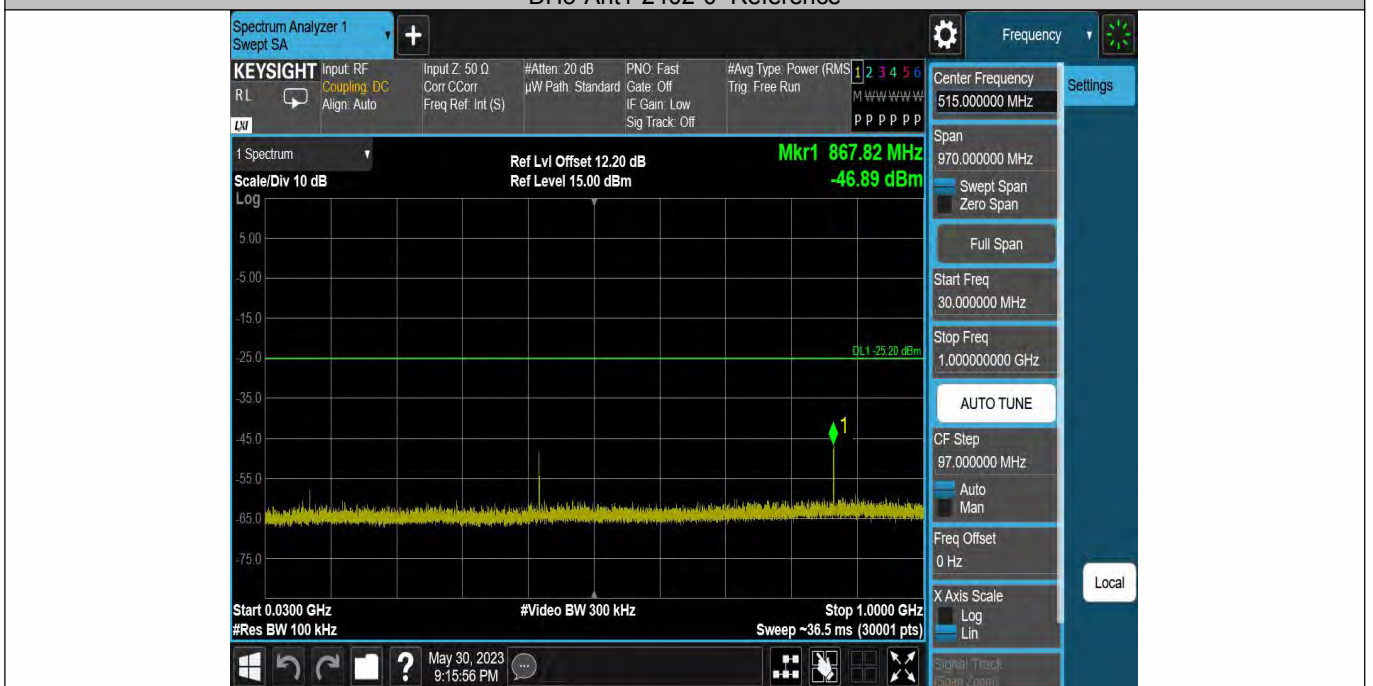 Spectrum Analyzer 1
Swept SA
+
Frequency
KEYSIGHT
RL
LXI
Input: RF
Coupling: DC
Align: Auto
Input Z: 50 Ω
Corr CCorr
Freq Ref: Int (S)
#Atten: 20 dB
µW Path: Standard
PNO: Fast
Gate: Off
IF Gain: Low
Sig Track: Off
#Avg Type: Power (RMS
Trig: Free Run
1 2 3 4 5 6
M W W W W W
P P P P P P
Settings
Center Frequency
515.000000 MHz
Span
970.000000 MHz
Swept Span
Zero Span
Full Span
Start Freq
30.000000 MHz
Stop Freq
1.000000000 GHz
AUTO TUNE
CF Step
97.000000 MHz
Auto
Man
Freq Offset
0 Hz
X Axis Scale
Log
Lin
Signal Track
(Span Zoom)
Local
1 Spectrum
Scale/Div 10 dB
Log
Ref Lvl Offset 12.20 dB
Ref Level 15.00 dBm
Mkr1 867.82 MHz
-46.89 dBm
5.00
-5.00
-15.0
-25.0
DL1 -25.20 dBm
-35.0
1
-45.0
-55.0
-65.0
-75.0
Start 0.0300 GHz
#Res BW 100 kHz
#Video BW 300 kHz
Stop 1.0000 GHz
Sweep ~36.5 ms (30001 pts)
?
May 30, 2023
9:15:56 PM